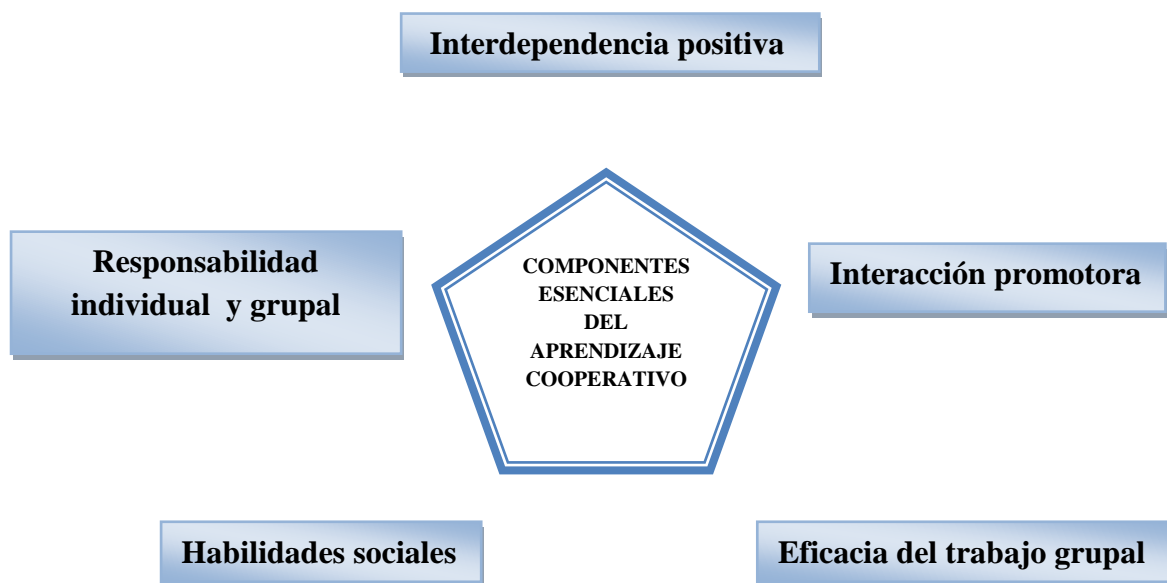 Interdependencia positiva
Responsabilidad
individual y grupal
COMPONENTES
ESENCIALES
DEL
APRENDIZAJE
COOPERATIVO
Interacción promotora
Habilidades sociales
Eficacia del trabajo grupal